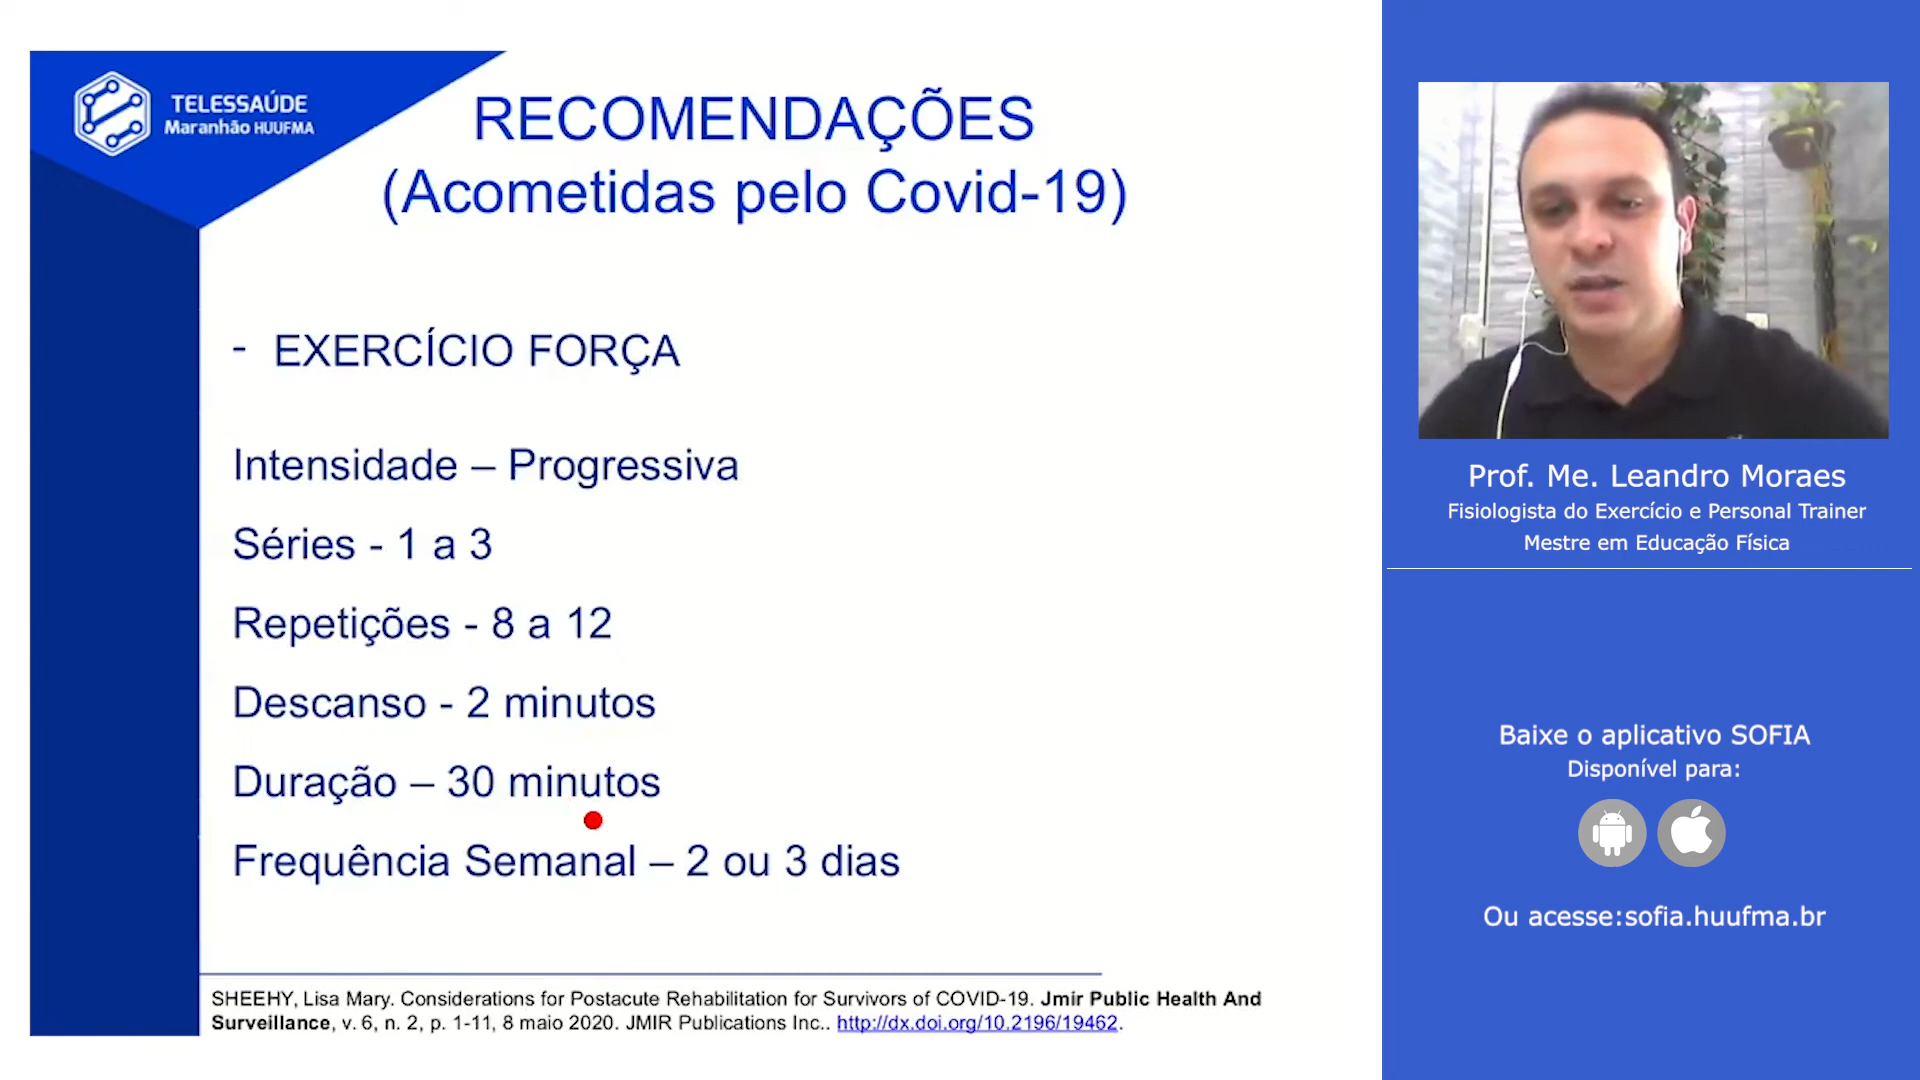 TELESSAÚDE
Maranhão HUUFMA
RECOMENDAÇÕES
(Acometidas pelo Covid-19)
- EXERCÍCIO FORÇA
Intensidade – Progressiva
Séries - 1 a 3
Repetições - 8 a 12
Descanso - 2 minutos
Duração – 30 minutos
Frequência Semanal – 2 ou 3 dias
SHEEHY, Lisa Mary. Considerations for Postacute Rehabilitation for Survivors of COVID-19. Jmir Public Health And
Surveillance, v. 6, n. 2, p. 1-11, 8 maio 2020. JMIR Publications Inc.. http://dx.doi.org/10.2196/19462.
Prof. Me. Leandro Moraes
Fisiologista do Exercício e Personal Trainer
Mestre em Educação Física
Baixe o aplicativo SOFIA
Disponível para:
Ou acesse:sofia.huufma.br